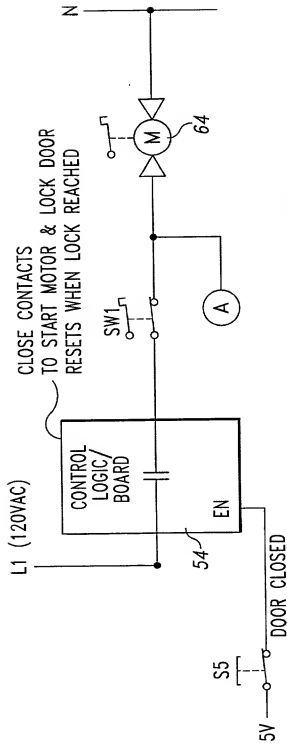 L1 (120VAC)
CLOSE CONTACTS
TO START MOTOR & LOCK DOOR
RESETS WHEN LOCK REACHED
N
CONTROL
LOGIC/
BOARD
SW1
M
64
A
54
EN
S5
5V
DOOR CLOSED